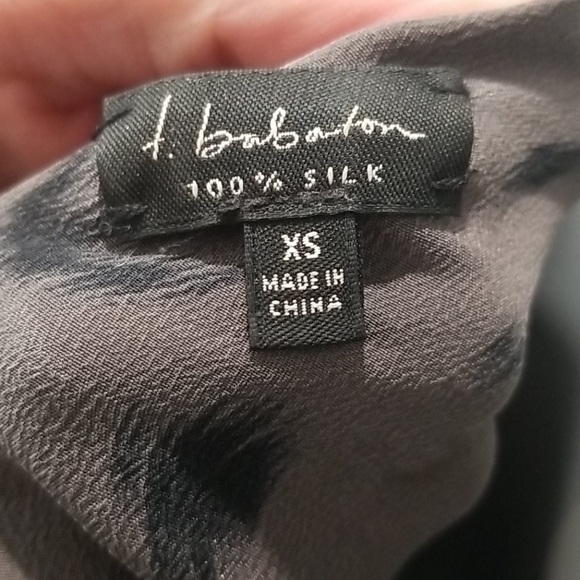 t. babaton
100% SILK
XS
MADE IN
CHINA